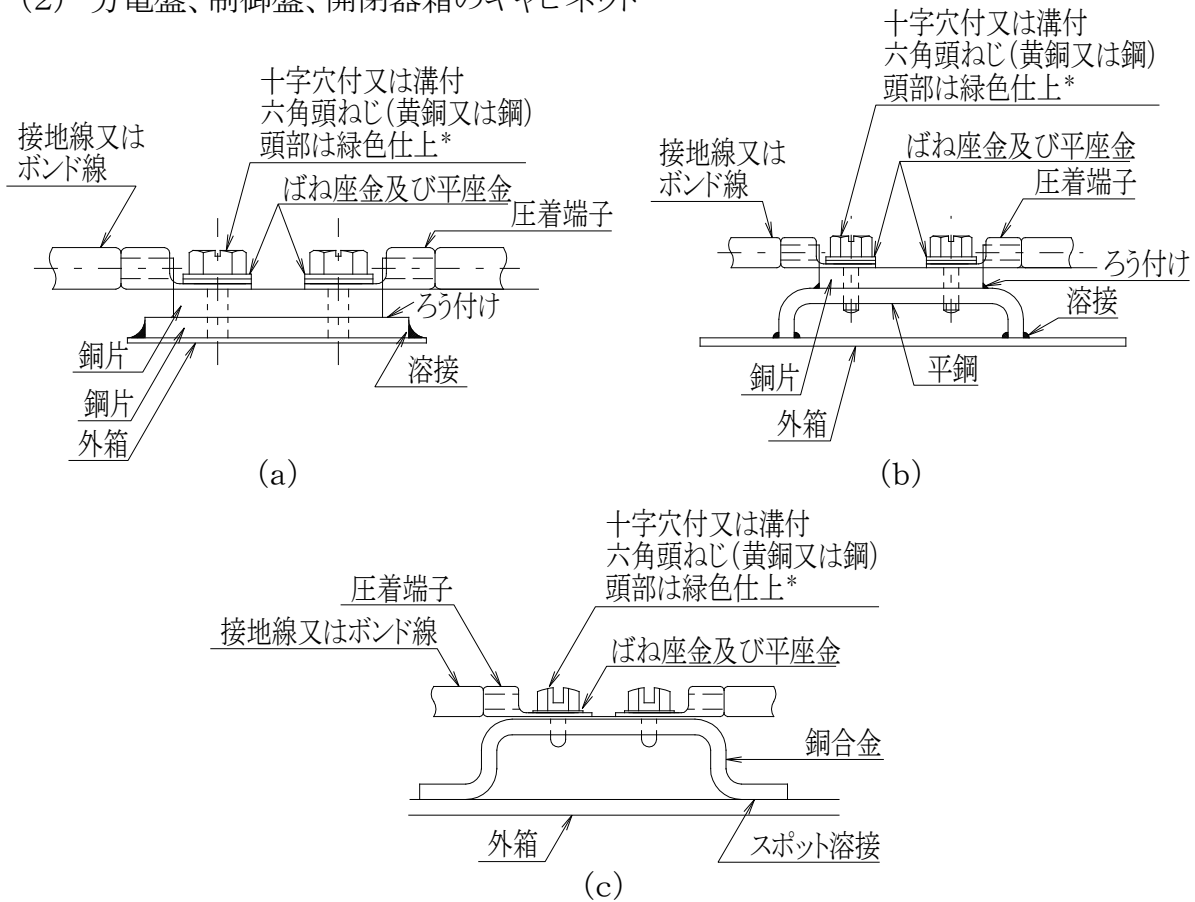 (2) 分電盤、制御盤、開閉器箱のキャビネット
十字穴付又は溝付
六角頭ねじ(黄銅又は鋼)
頭部は緑色仕上*
接地線又は
ボンド線
ばね座金及び平座金
圧着端子
ろう付け
溶接
銅片
鋼片
外箱
(a)
十字穴付又は溝付
六角頭ねじ(黄銅又は鋼)
頭部は緑色仕上*
接地線又は
ボンド線
ばね座金及び平座金
圧着端子
ろう付け
溶接
銅片
平鋼
外箱
(b)
十字穴付又は溝付
六角頭ねじ(黄銅又は鋼)
頭部は緑色仕上*
圧着端子
接地線又はボンド線
ばね座金及び平座金
銅合金
外箱
スポット溶接
(c)